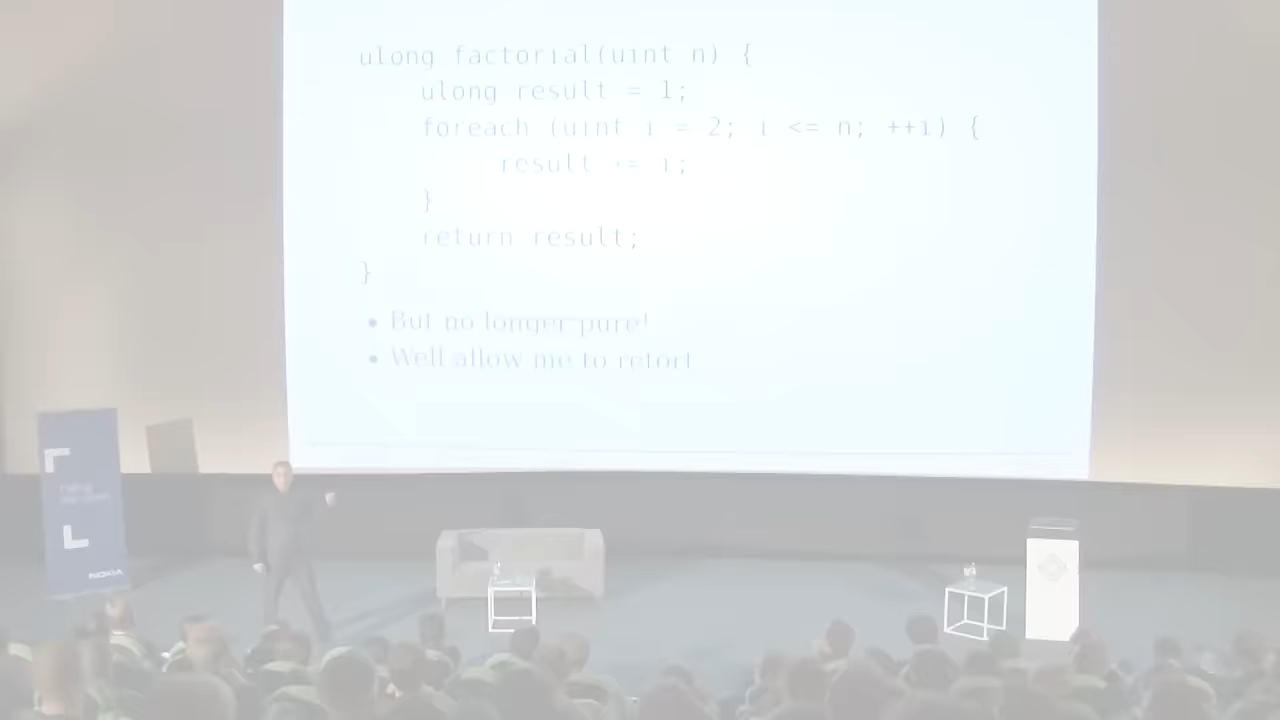 ulong factorial(uint n) {
ulong result = 1;
foreach (uint i = 2; i <= n; ++i) {
result *= i;
}
return result;
}
• But no longer pure!
• Well allow me to retort
NOKIA